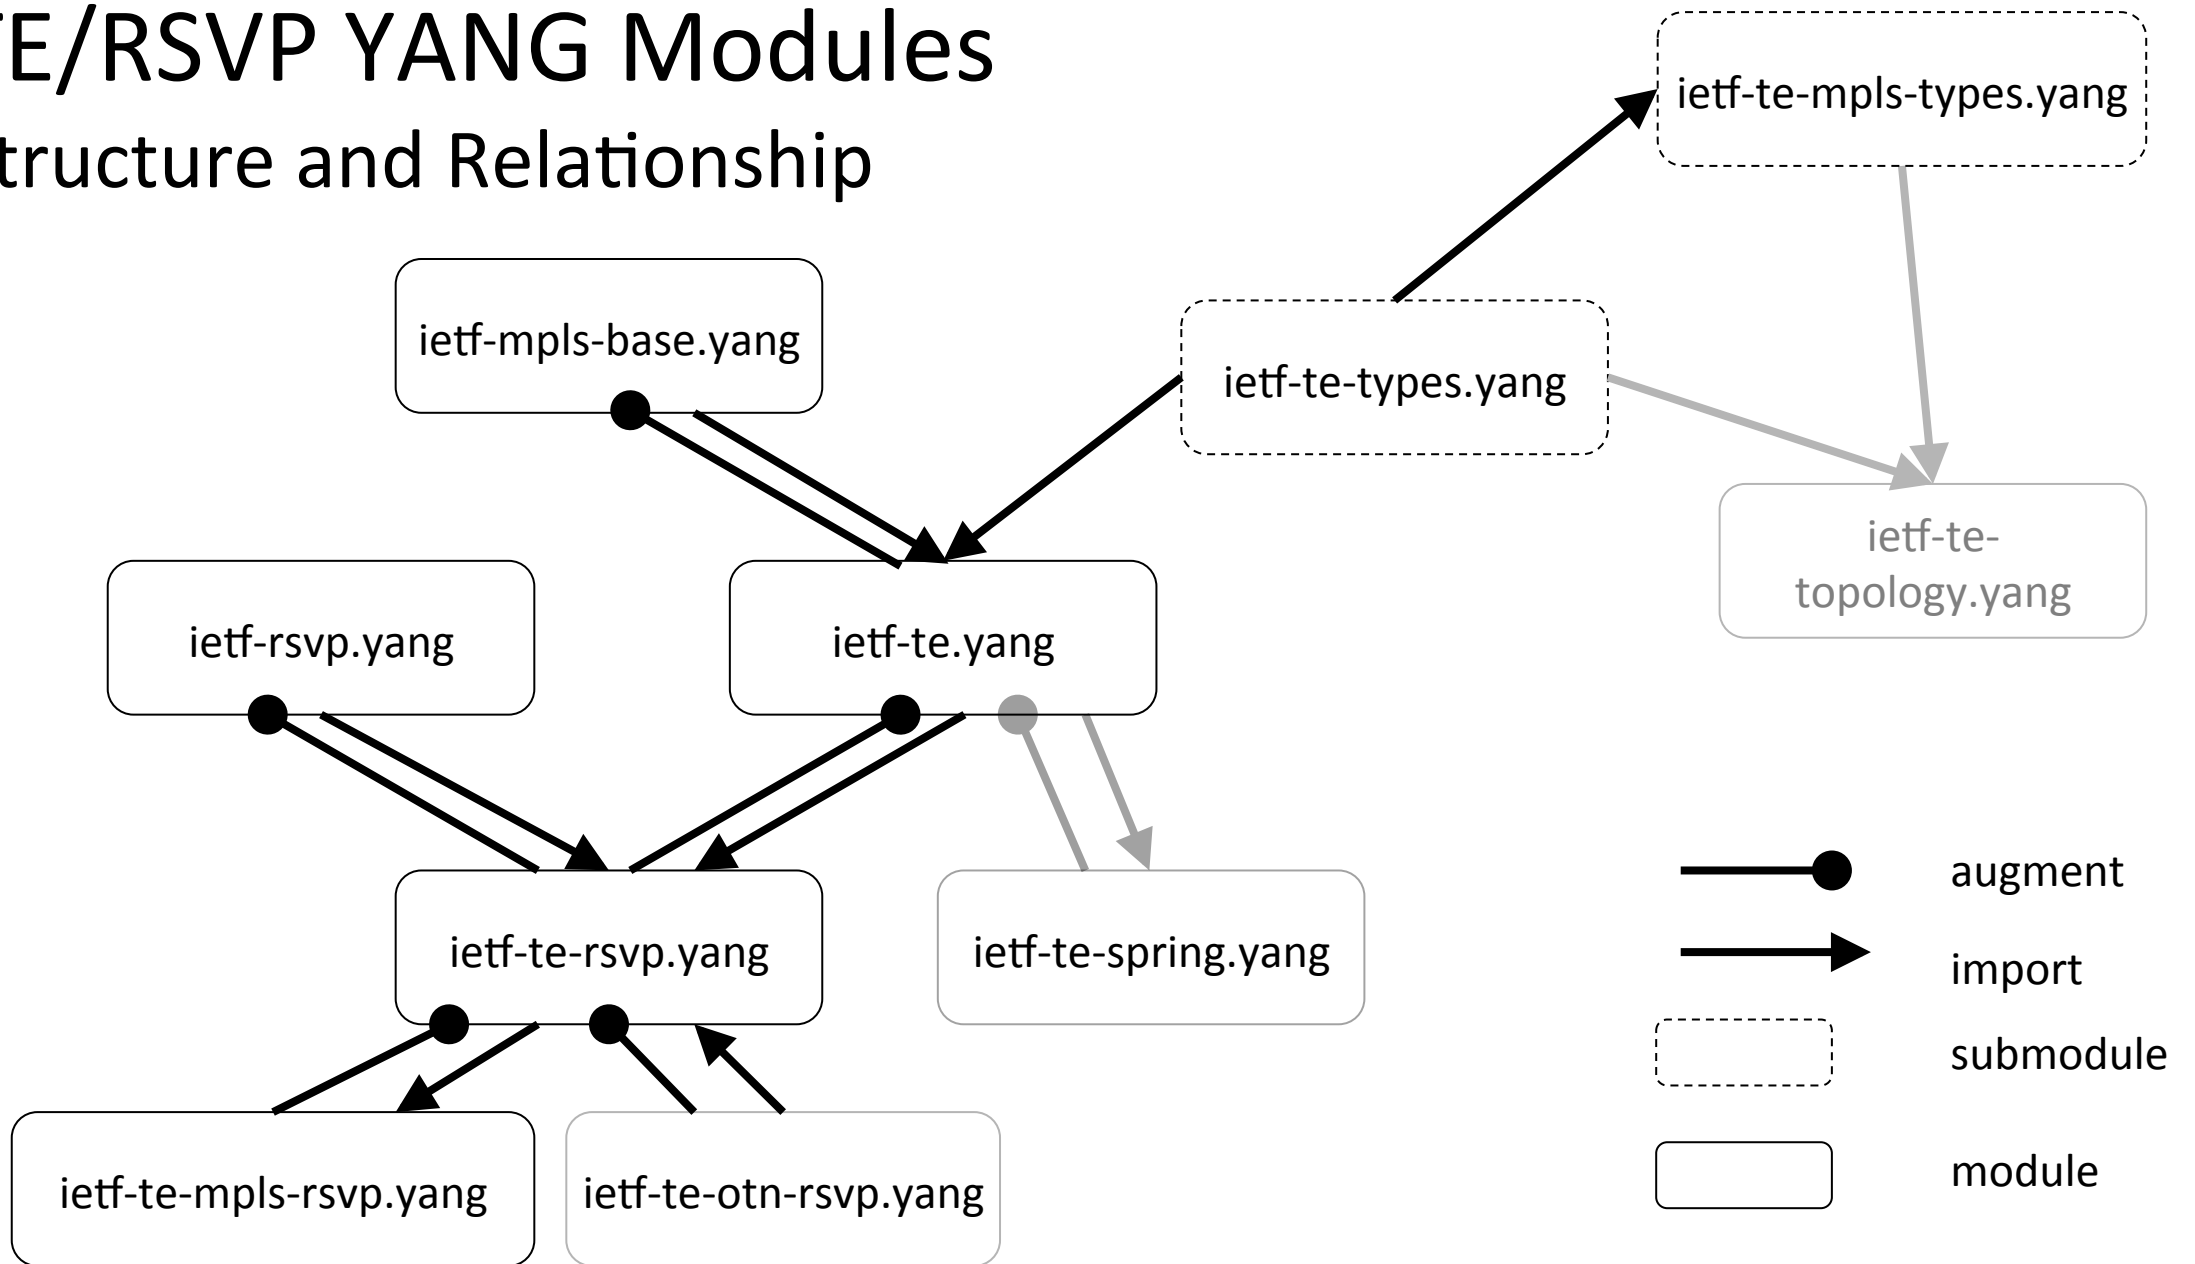 TE/RSVP YANG Modules
tructure and Relationship
ietf-te-mpls-types.yang
ietf-mpls-base.yang
ietf-te-types.yang
ietf-te-
topology.yang
ietf-rsvp.yang
ietf-te.yang
ietf-te-rsvp.yang
ietf-te-spring.yang
augment
import
submodule
module
ietf-te-mpls-rsvp.yang
ietf-te-otn-rsvp.yang